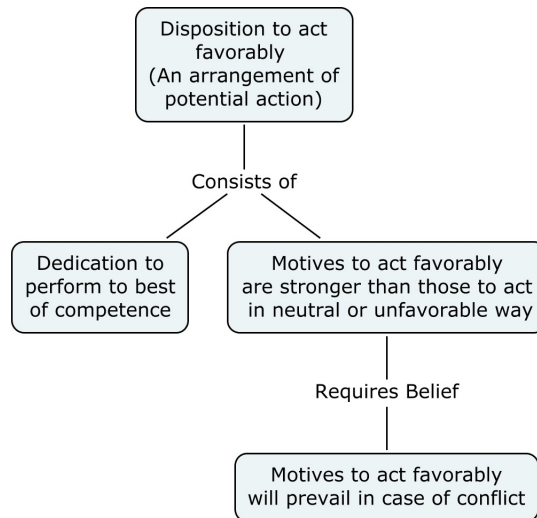 Disposition to act
favorably
(An arrangement of
potential action)
Consists of
Dedication to
perform to best
of competence
Motives to act favorably
are stronger than those to act
in neutral or unfavorable way
Requires Belief
Motives to act favorably
will prevail in case of conflict